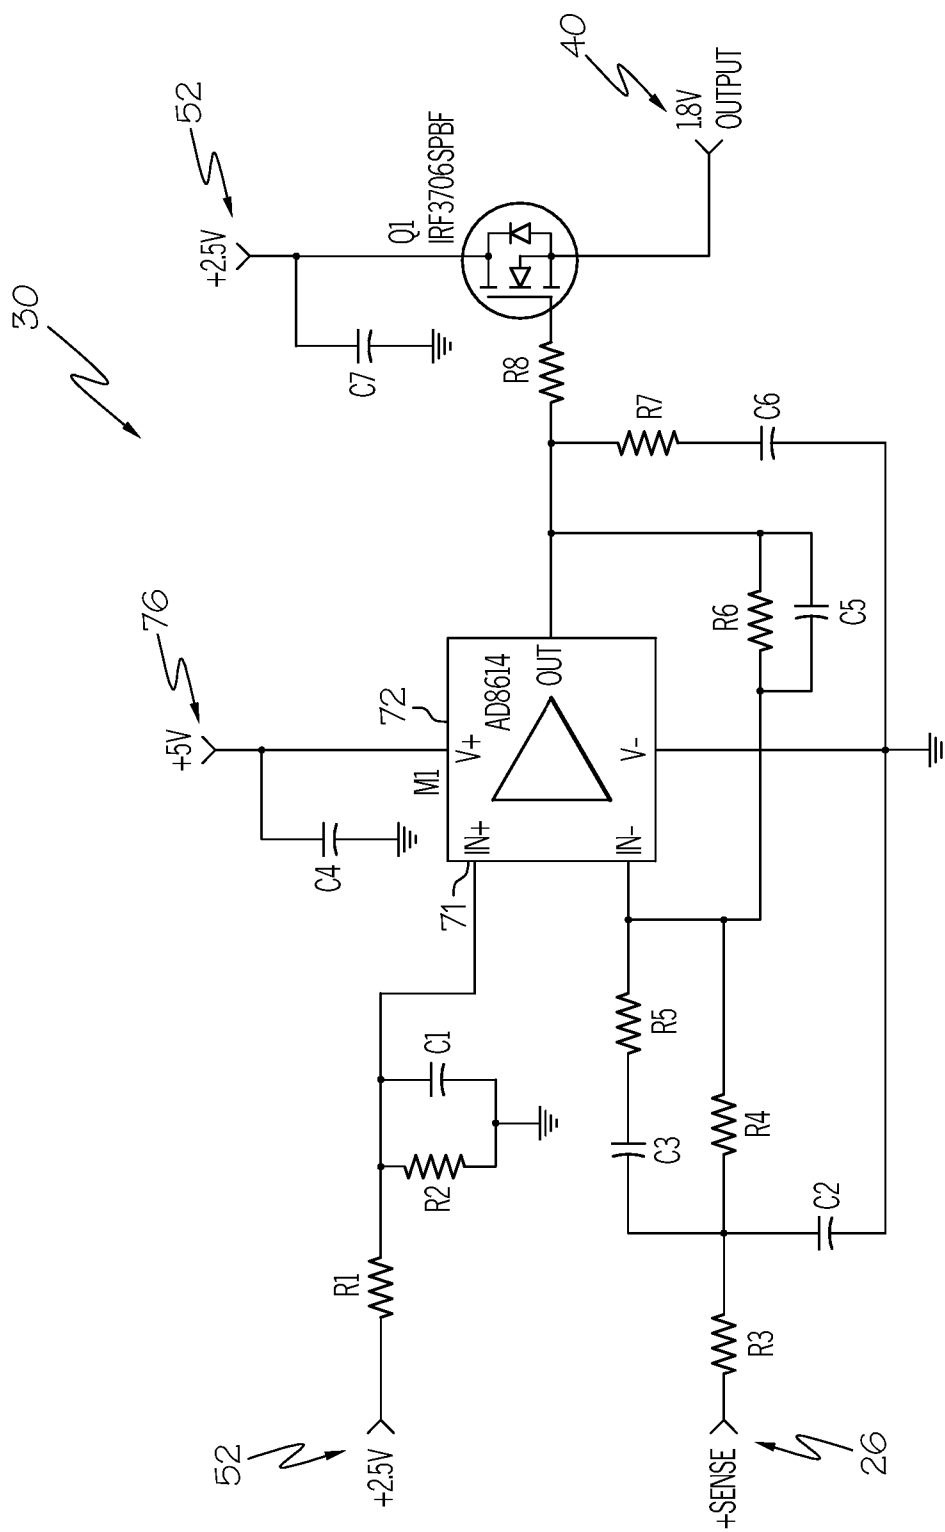 30
52
+2.5V
R1
R2
C1
71
+5V
76
C4
M1
72
IN+
V+
AD8614
OUT
IN-
V-
+2.5V
52
C7
Q1
IRF3706SPBF
R8
1.8V
OUTPUT
40
R7
C6
R6
C5
R5
C3
R4
C2
R3
+SENSE
26